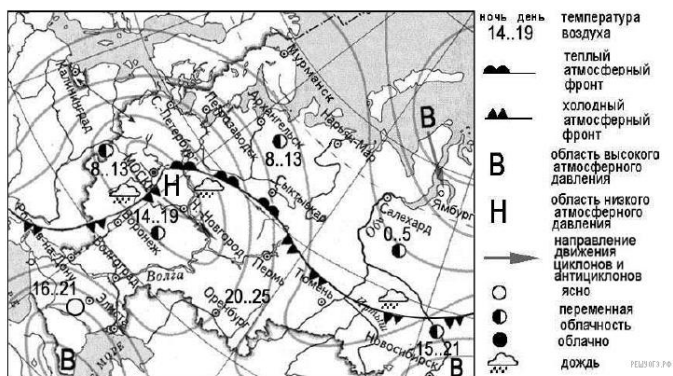 Калининград
Мурманск
С.Петербург
Петрозаводск
Архангельск
Нарьян-Мар
В
8..13
8..13
МОСКВА
Н
Сыктывкар
Обь
Салехард
Ямбург
14..19
0..5
Воронеж
Н.Новгород
Ростов-на-Дону
Волгоград
Волга
Пермь
16..21
Элиста
Оренбург
20..25
Тюмень
Иртыш
Новосибирск
15..21
В
МОРЕ
В
ночь день
14..19
температура
воздуха
теплый
атмосферный
фронт
холодный
атмосферный
фронт
В
область высокого
атмосферного
давления
Н
область низкого
атмосферного
давления
направление
движения
циклонов и
антициклонов
ясно
переменная
облачность
облачно
дождь
РЕШУОГЭ.РФ